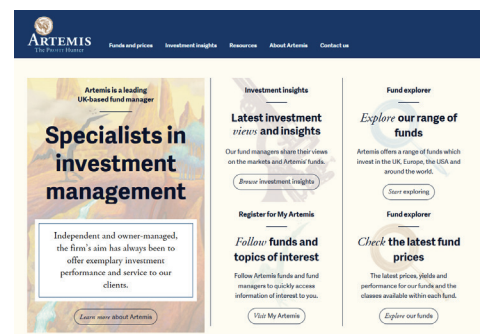 ARTEMIS
The PROFIT Hunter
Funds and prices
Investment insights
Resources
About Artemis
Contact us
Artemis is a leading
UK-based fund manager
Specialists in
investment
management
Independent and owner-managed,
the firm's aim has always been to
offer exemplary investment
performance and service to our
clients.
Learn more about Artemis
Investment insights
Latest investment
views and insights
Our fund managers share their views
on the markets and Artemis' funds.
Browse investment insights
Register for My Artemis
Follow funds and
topics of interest
Follow Artemis funds and fund
managers to quickly access
information of interest to you.
Visit My Artemis
Fund explorer
Explore our range of
funds
Artemis offers a range of funds which
invest in the UK, Europe, the USA and
around the world.
Start exploring
Fund explorer
Check the latest fund
prices
The latest prices, yields and
performance for our funds and the
classes available within each fund.
Explore our funds